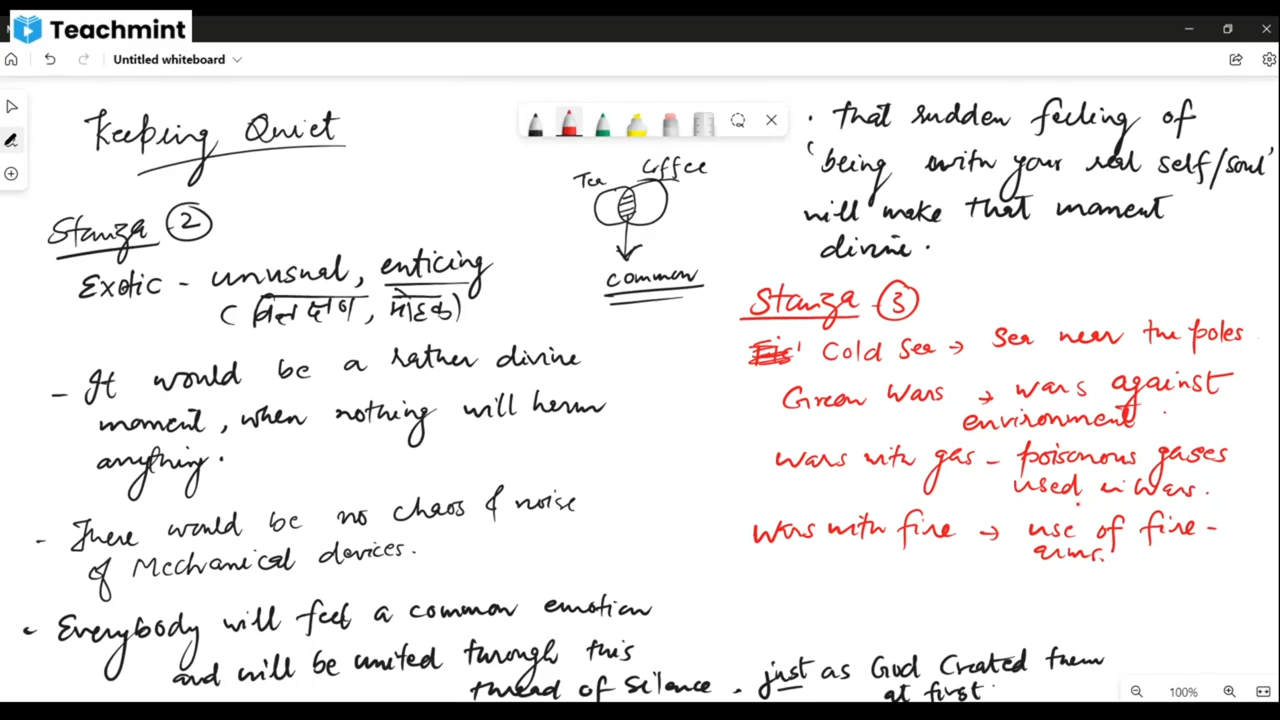 Teachmint
Untitled whiteboard
Keeping Quiet
Stanza 2
Exotic - unusual, enticing
(विलक्षण, मोहक)
Tea
Coffee
common
- It would be a rather divine
moment, when nothing will harm
anything.
- There would be no chaos & noise
of Mechanical devices.
Everybody will feel a common emotion
and will be united through this
thread of silence. just as God Created them
at first.
. that sudden feeling of
'being with your real self/soul'
will make that moment
divine.
Stanza 3
Cold Sea → Sea near the poles
Green Wars → wars against
environment.
Wars with gas - poisonous gases
used in wars.
Wars with fire → use of fire-
arms.
100%